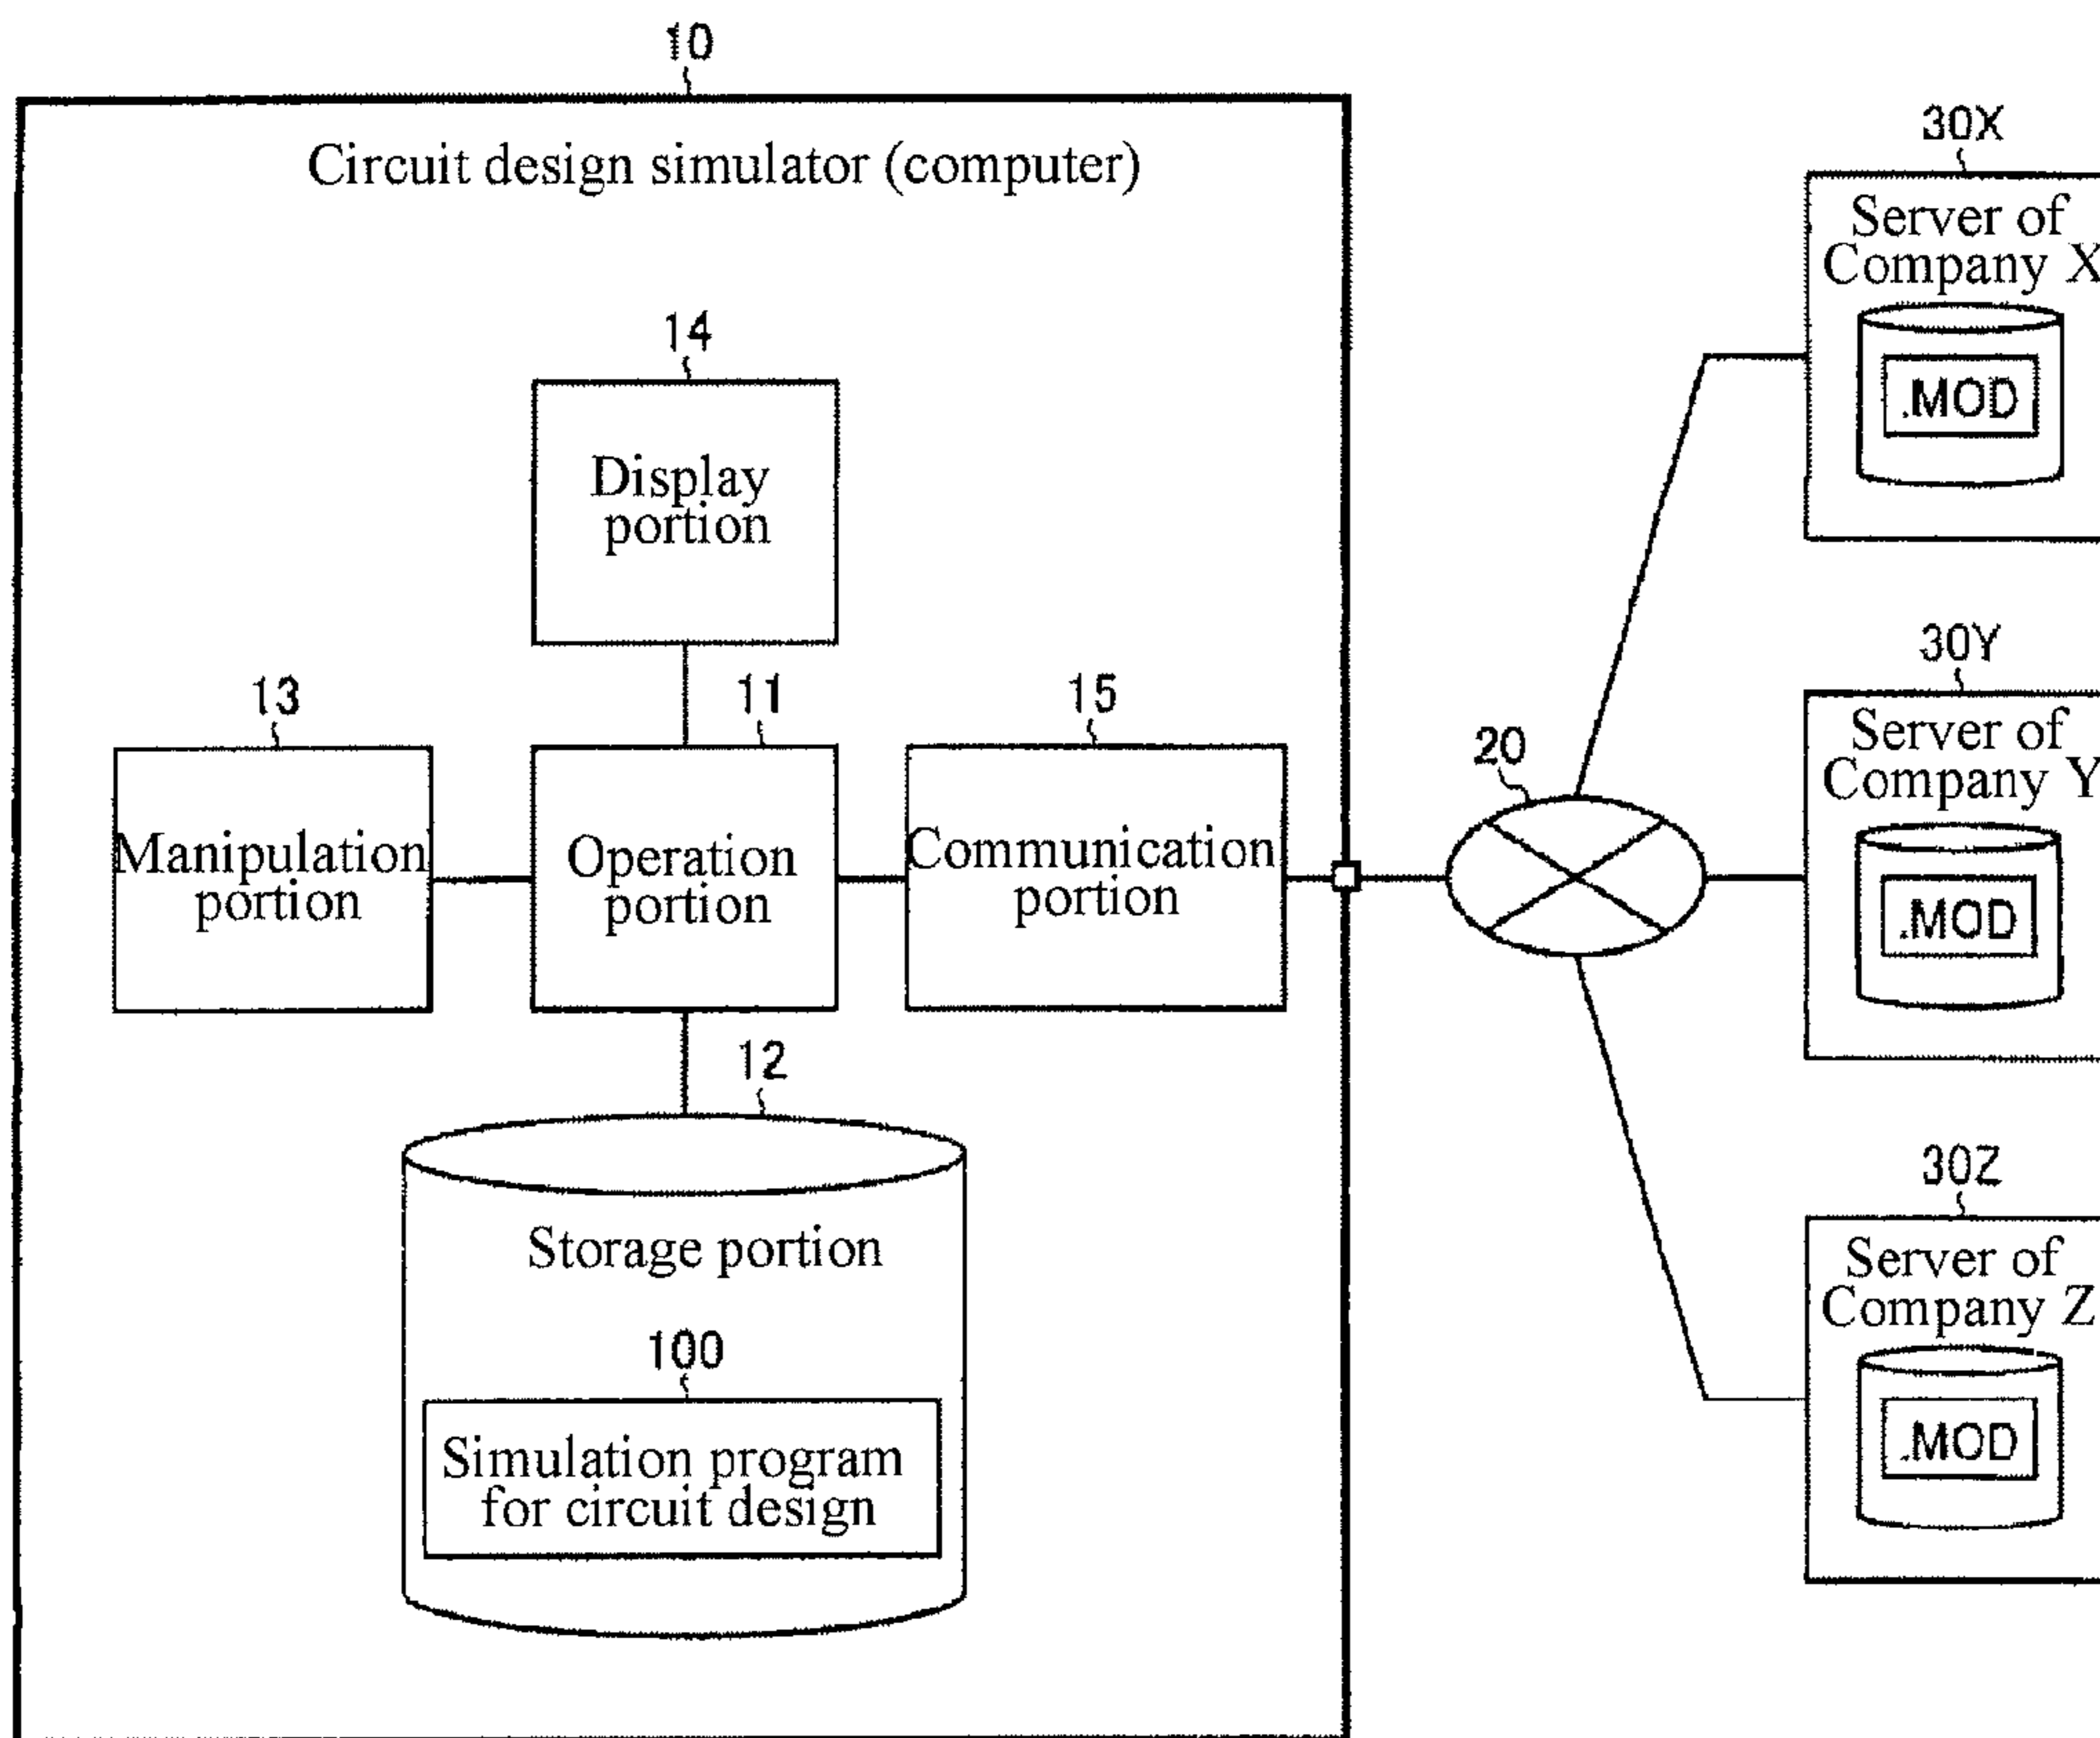 10
Circuit design simulator (computer)
14
Display
portion
13
Manipulation
portion
11
Operation
portion
15
Communication
portion
12
Storage portion
100
Simulation program
for circuit design
20
30X
Server of
Company X
.MOD
30Y
Server of
Company Y
.MOD
30Z
Server of
Company Z
.MOD